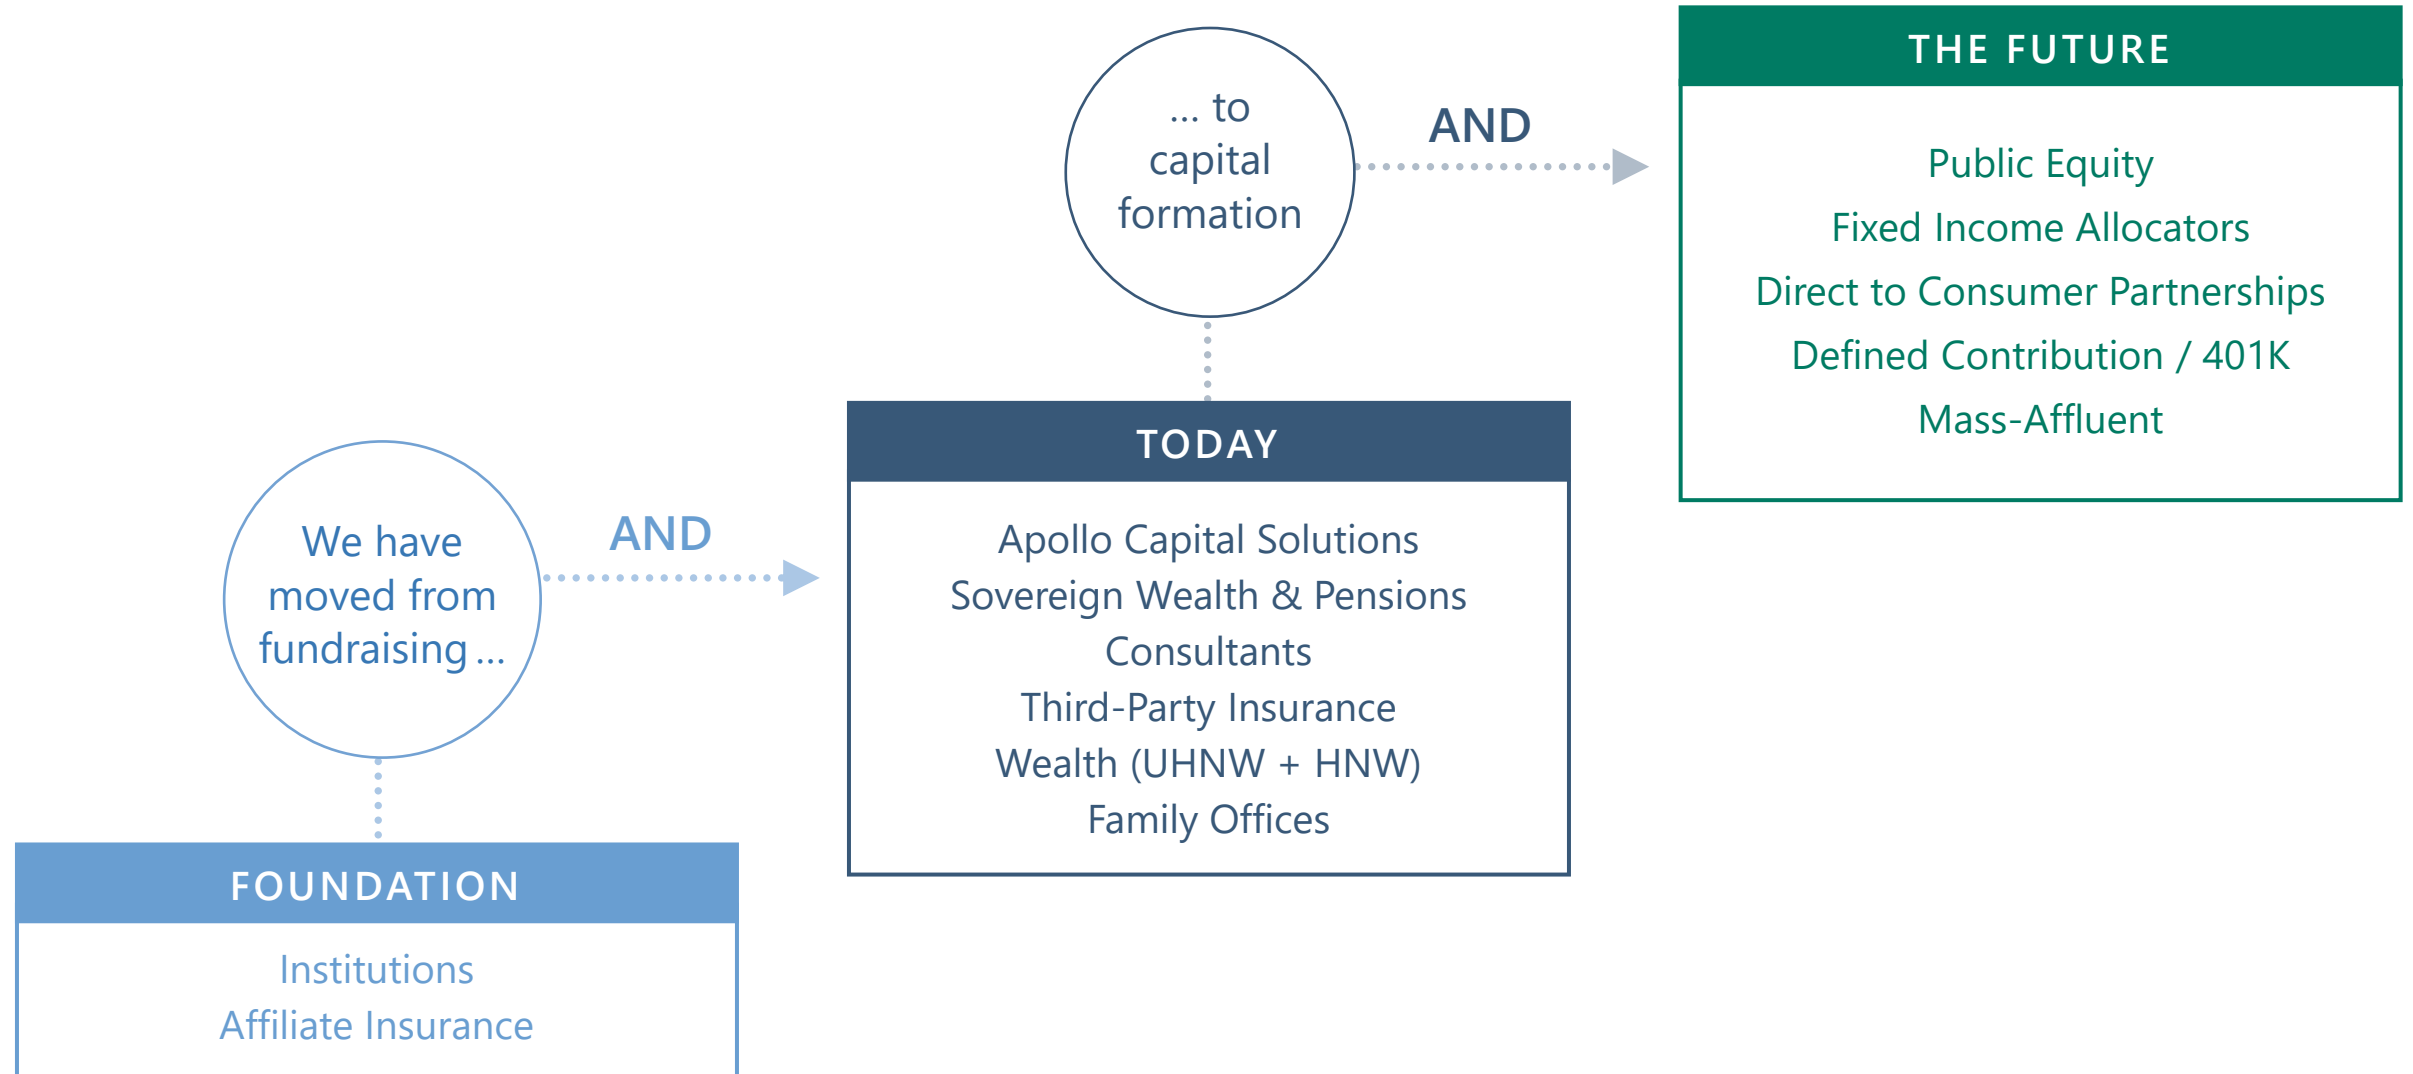 We have
moved from
fundraising ...
AND
FOUNDATION
Institutions
Affiliate Insurance
... to
capital
formation
AND
TODAY
Apollo Capital Solutions
Sovereign Wealth & Pensions
Consultants
Third-Party Insurance
Wealth (UHNW + HNW)
Family Offices
THE FUTURE
Public Equity
Fixed Income Allocators
Direct to Consumer Partnerships
Defined Contribution / 401K
Mass-Affluent